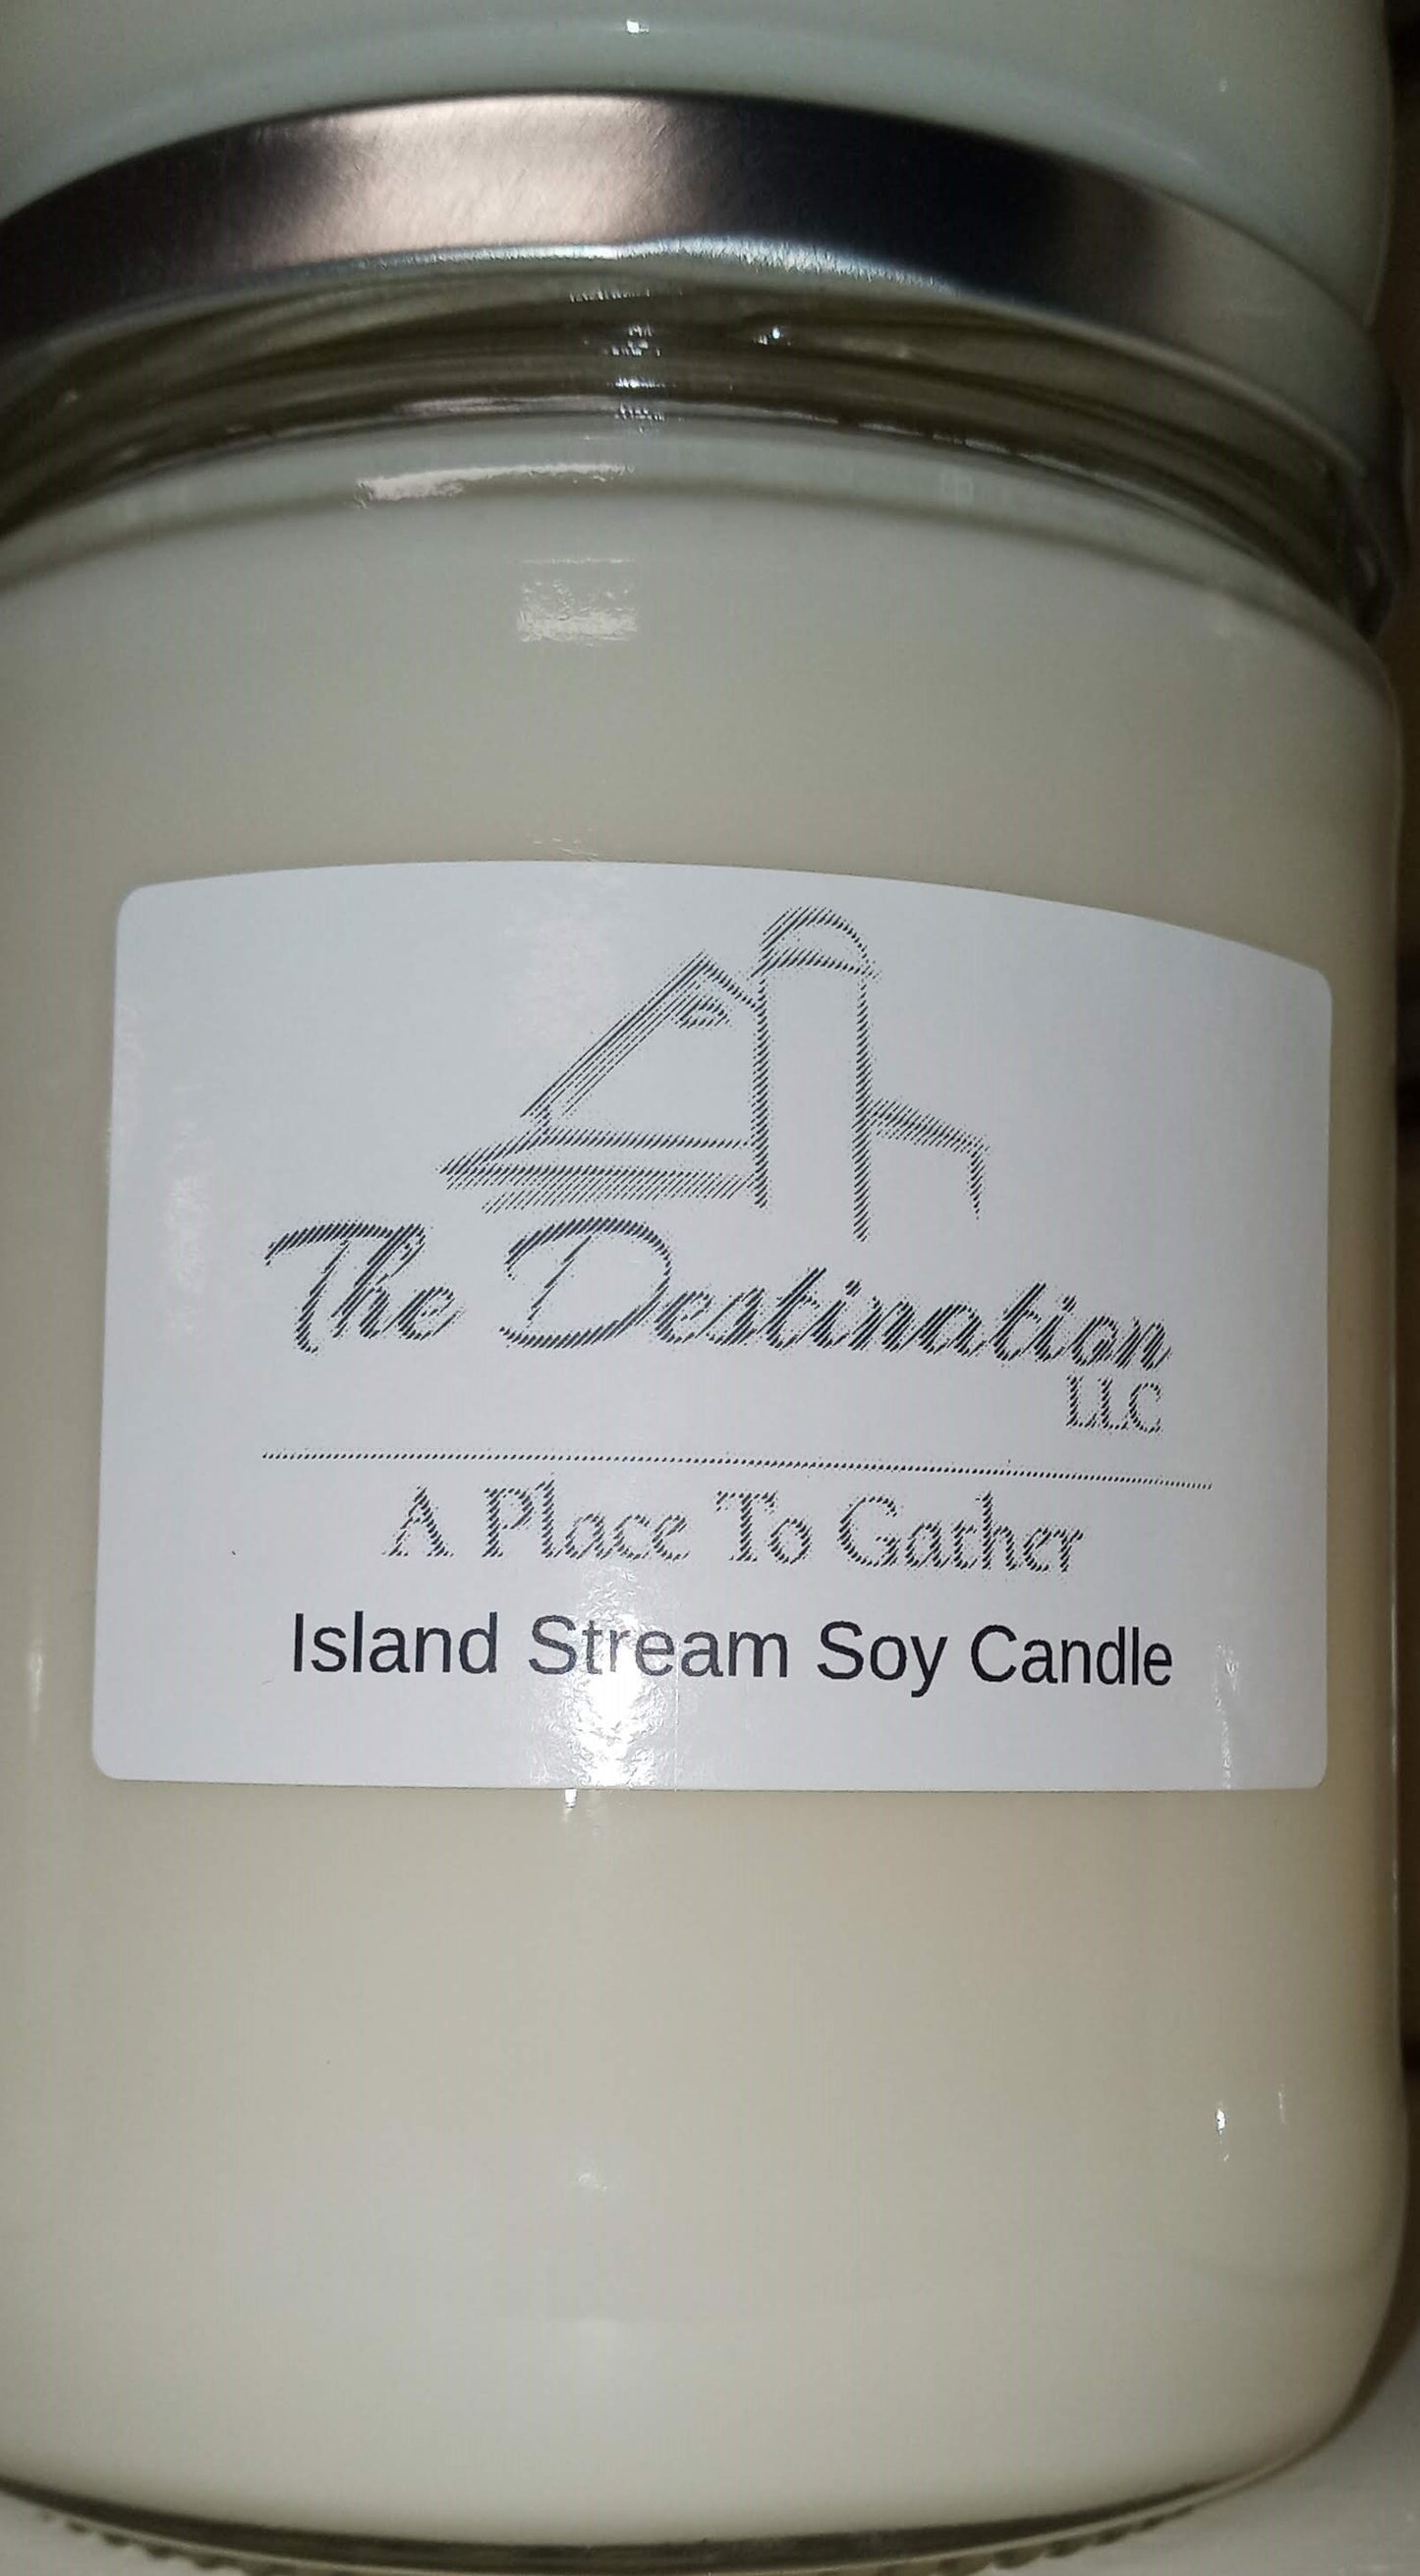 The Destination
LLC
A Place To Gather
Island Stream Soy Candle